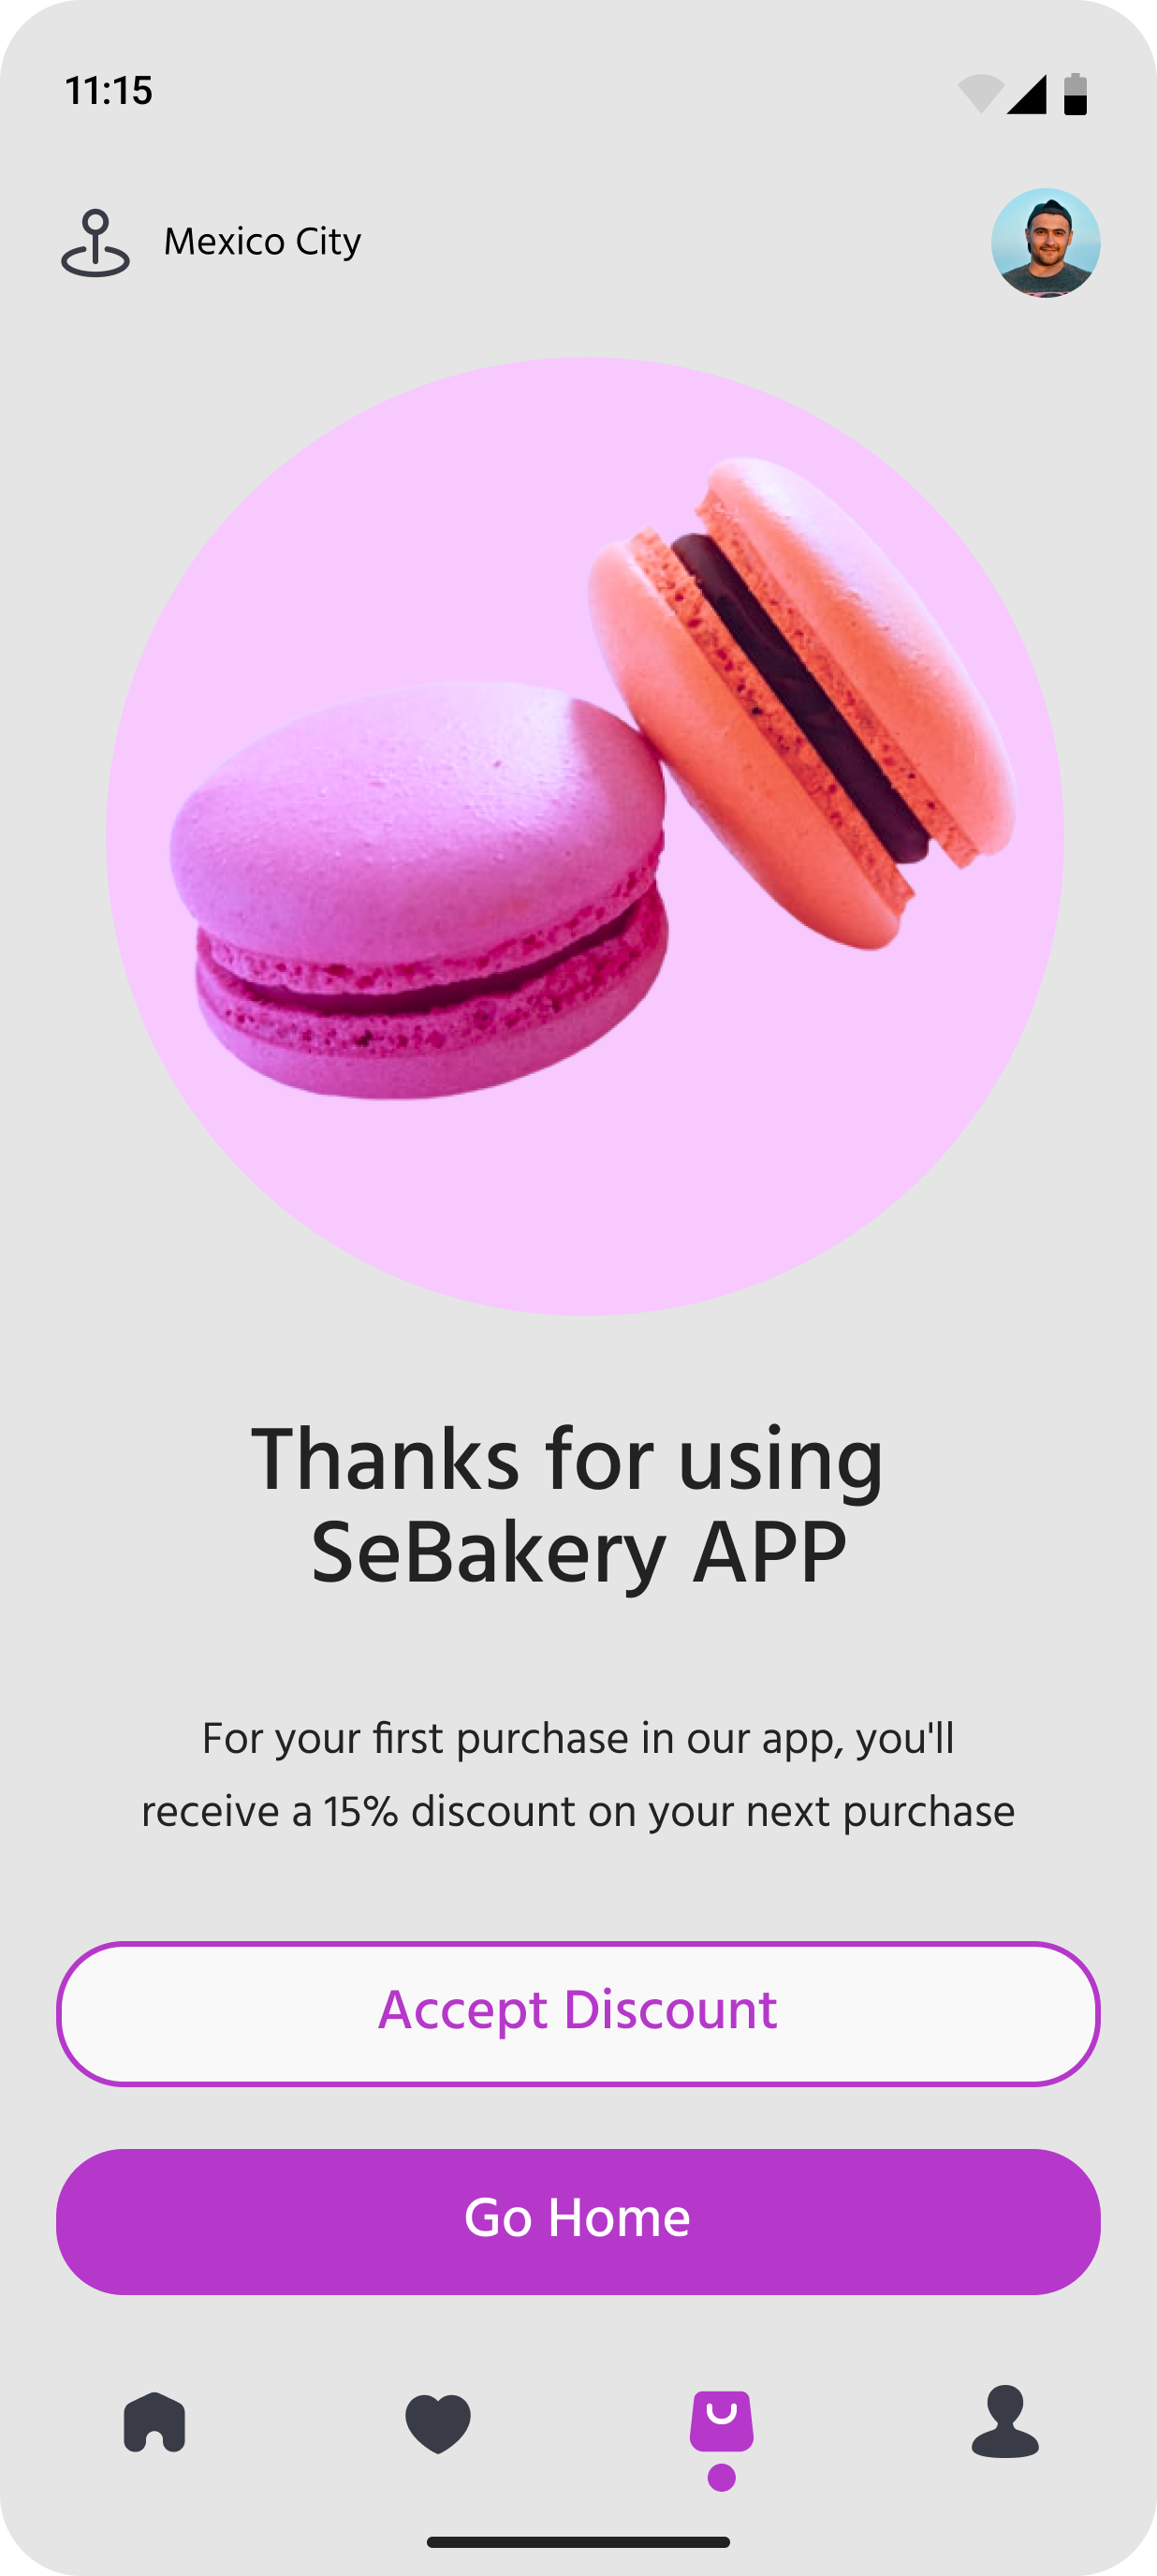 11:15
Mexico City
Thanks for using
SeBakery APP
For your first purchase in our app, you'll
receive a 15% discount on your next purchase
Accept Discount
Go Home